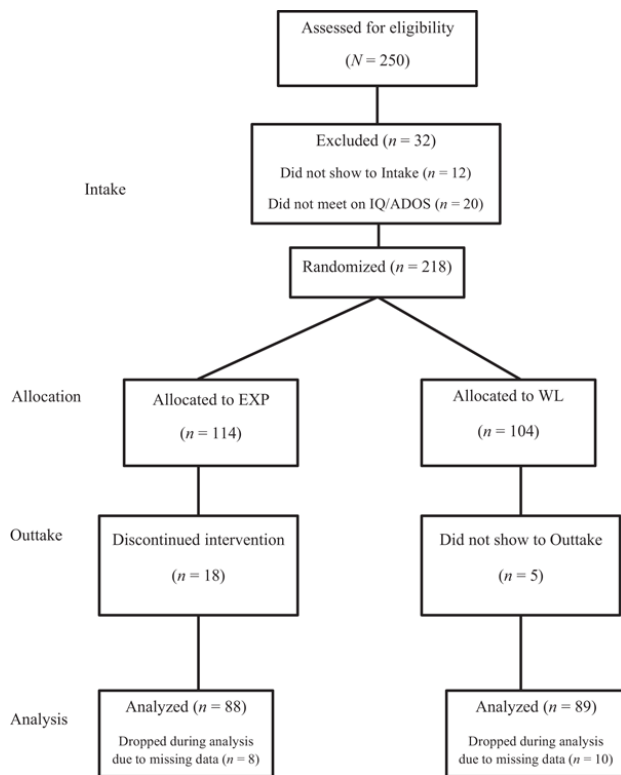 Assessed for eligibility
(N = 250)
Excluded (n = 32)
Did not show to Intake (n = 12)
Intake
Did not meet on IQ/ADOS (n = 20)
Randomized (n = 218)
Allocation
Allocated to EXP
(n = 114)
Allocated to WL
(n = 104)
Outtake
Discontinued intervention
(n = 18)
Did not show to Outtake
(n = 5)
Analysis
Analyzed (n = 88)
Dropped during analysis
due to missing data (n = 8)
Analyzed (n = 89)
Dropped during analysis
due to missing data (n = 10)